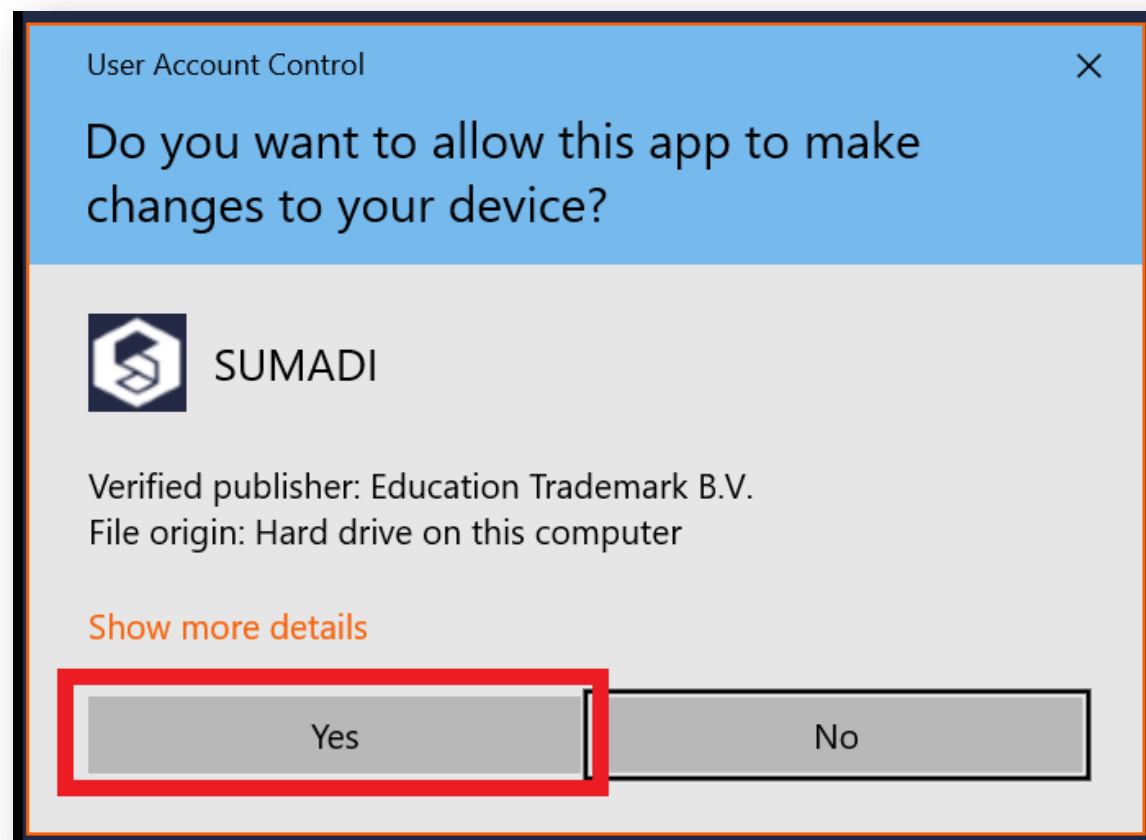 User Account Control
Do you want to allow this app to make
changes to your device?
SUMADI
Verified publisher: Education Trademark B.V.
File origin: Hard drive on this computer
Show more details
Yes
No